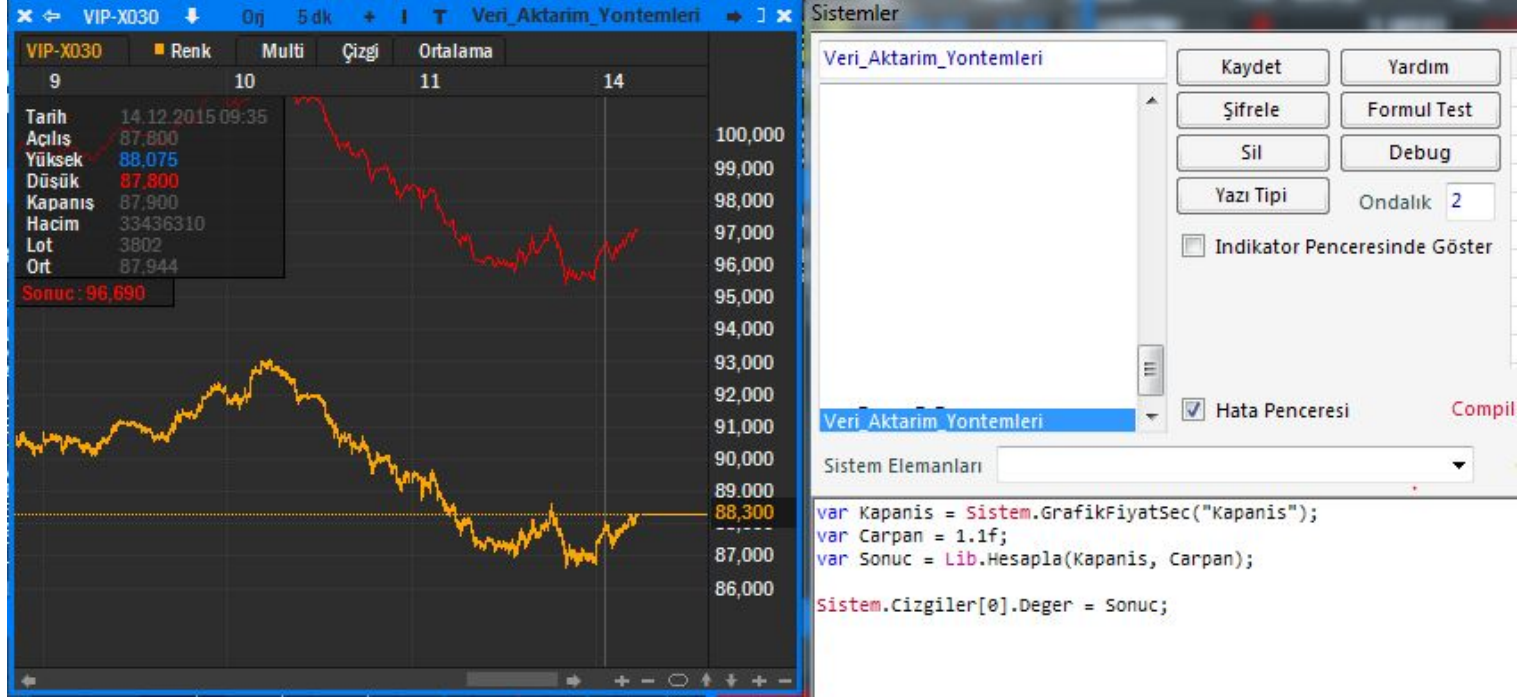 VIP-X030 Orj 5 dk + I T Veri_Aktarim_Yontemleri
VIP-X030 Renk Multi Çizgi Ortalama
9 10 11 14
Tarih 14.12.2015 09:35
Açılış 87,800
Yüksek 88,075
Düşük 87,800
Kapanış 87,900
Hacim 33436310
Lot 3802
Ort 87,944
Sonuc : 96,690
100,000
99,000
98,000
97,000
96,000
95,000
94,000
93,000
92,000
91,000
90,000
89,000
88,300
87,000
86,000
Sistemler
Veri_Aktarim_Yontemleri
Kaydet Yardım
Şifrele Formul Test
Sil Debug
Yazı Tipi Ondalık 2
Indikator Penceresinde Göster
Veri_Aktarim_Yontemleri
Hata Penceresi Compil
Sistem Elemanları
var Kapanis = Sistem.GrafikFiyatSec("Kapanis");
var Carpan = 1.1f;
var Sonuc = Lib.Hesapla(Kapanis, Carpan);
Sistem.Cizgiler[0].Deger = Sonuc;